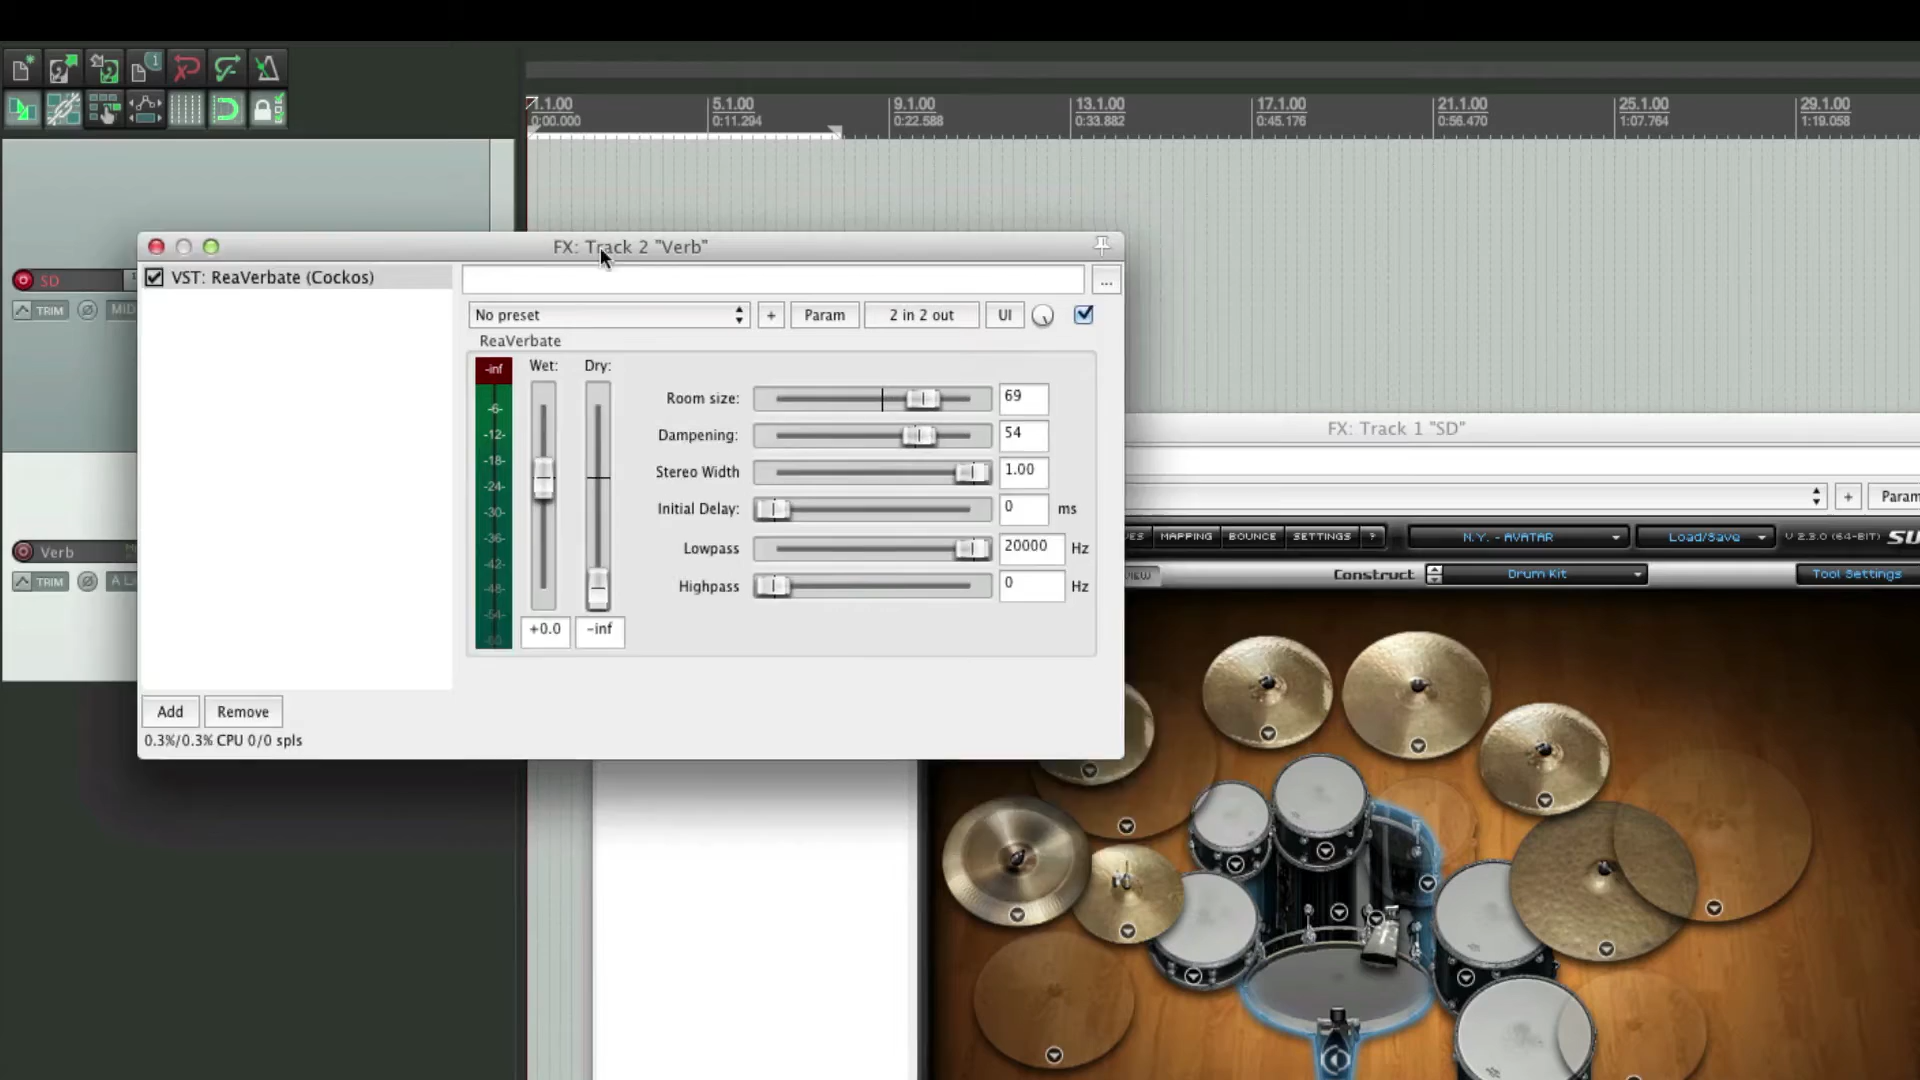 1.1.00 5.1.00 9.1.00 13.1.00 17.1.00 21.1.00 25.1.00 29.1.00
0:00.000 0:11.294 0:22.588 0:33.882 0:45.176 0:56.470 1:07.764 1:19.058
FX: Track 2 "Verb"
VST: ReaVerbate (Cockos)
...
SD
TRIM
No preset
+
Param
2 in 2 out
UI
ReaVerbate
Wet:
Dry:
-inf
-6-
-12-
-18-
-24-
-30-
-36-
-42-
-48-
-54-
+0.0
-inf
Room size: 69
Dampening: 54
Stereo Width 1.00
Initial Delay: 0 ms
Lowpass 20000 Hz
Highpass 0 Hz
FX: Track 1 "SD"
+
Verb
TRIM
MAPPING BOUNCE SETTINGS ?
N.Y. - AVATAR
Load/Save
V 2.3.0 (64-BIT)
Construct
Drum Kit
Tool Settings
Add
Remove
0.3%/0.3% CPU 0/0 spls